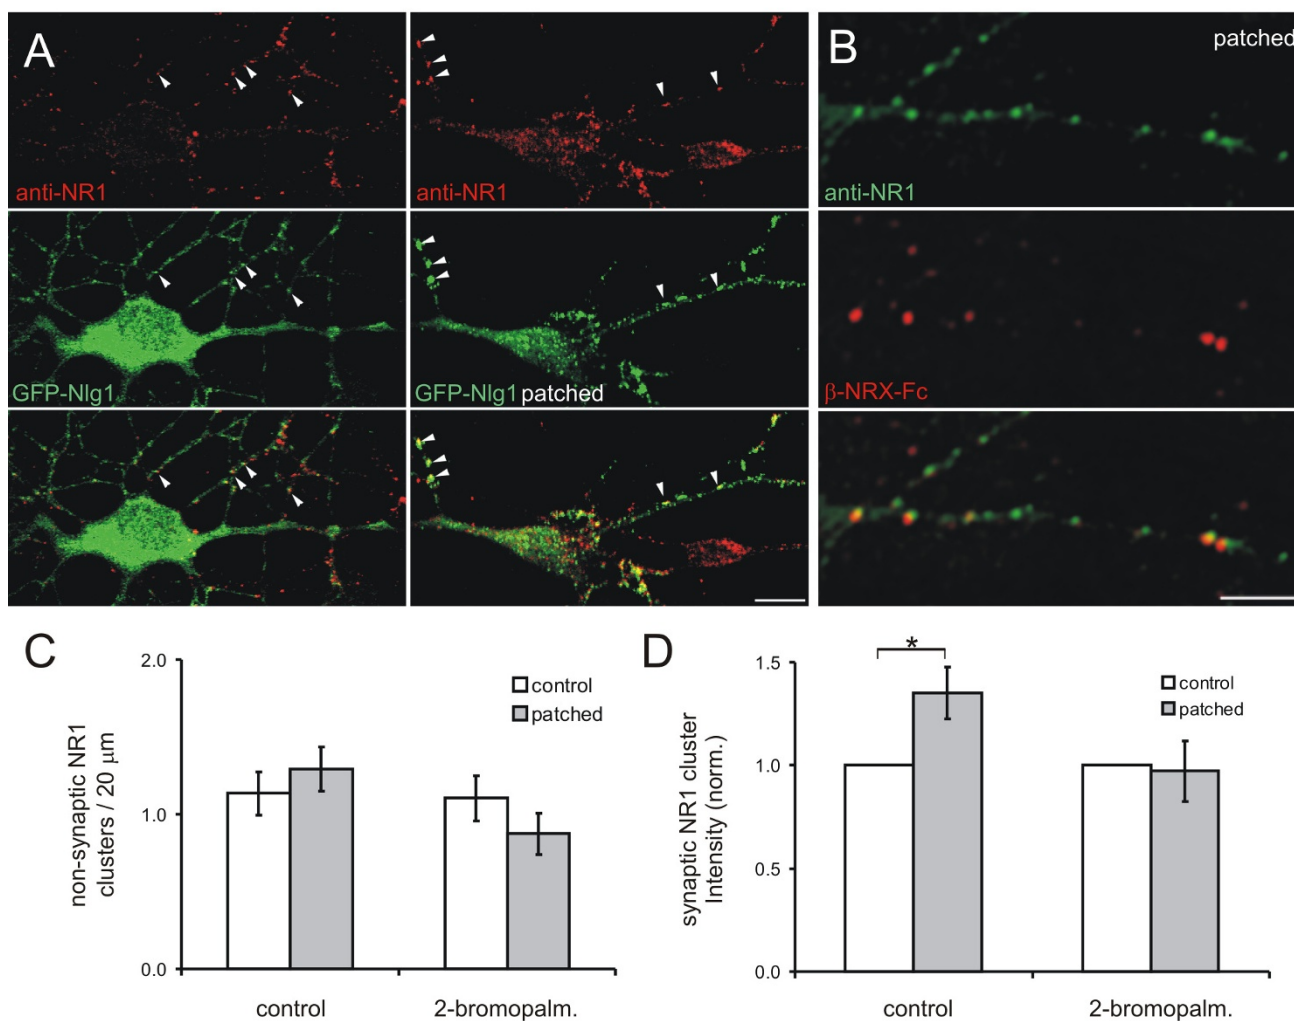 A
anti-NR1
anti-NR1
GFP-Nlg1
GFP-Nlg1 patched
B
patched
anti-NR1
β-NRX-Fc
C
non-synaptic NR1
clusters / 20 μm
2.0
1.0
0.0
control
patched
control
2-bromopalm.
D
synaptic NR1 cluster
Intensity (norm.)
1.5
1.0
0.5
0.0
*
control
patched
control
2-bromopalm.